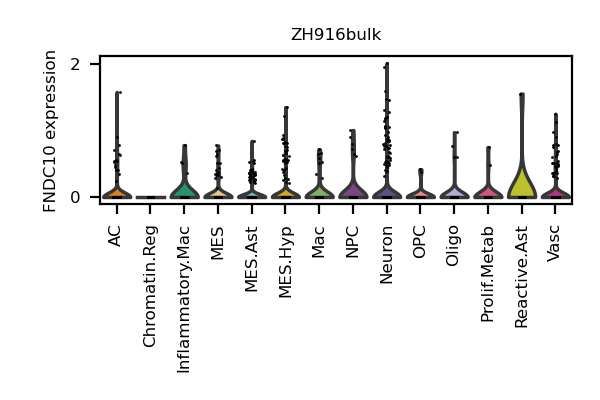 ZH916bulk
FNDC10 expression
2
0
AC
Chromatin.Reg
Inflammatory.Mac
MES
MES.Ast
MES.Hyp
Mac
NPC
Neuron
OPC
Oligo
Prolif.Metab
Reactive.Ast
Vasc